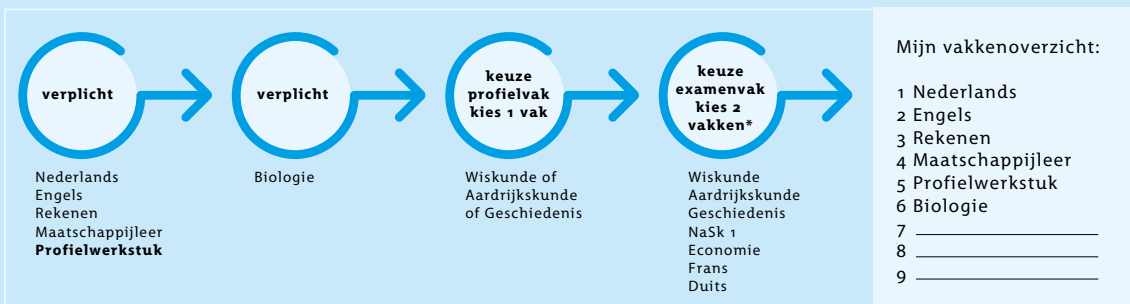 verplicht
Nederlands
Engels
Rekenen
Maatschappijleer
Profielwerkstuk
verplicht
Biologie
keuze
profielvak
kies 1 vak
Wiskunde of
Aardrijkskunde
of Geschiedenis
keuze
examenvak
kies 2
vakken*
Wiskunde
Aardrijkskunde
Geschiedenis
NaSk 1
Economie
Frans
Duits
Mijn vakkenoverzicht:
1 Nederlands
2 Engels
3 Rekenen
4 Maatschappijleer
5 Profielwerkstuk
6 Biologie
7
8
9